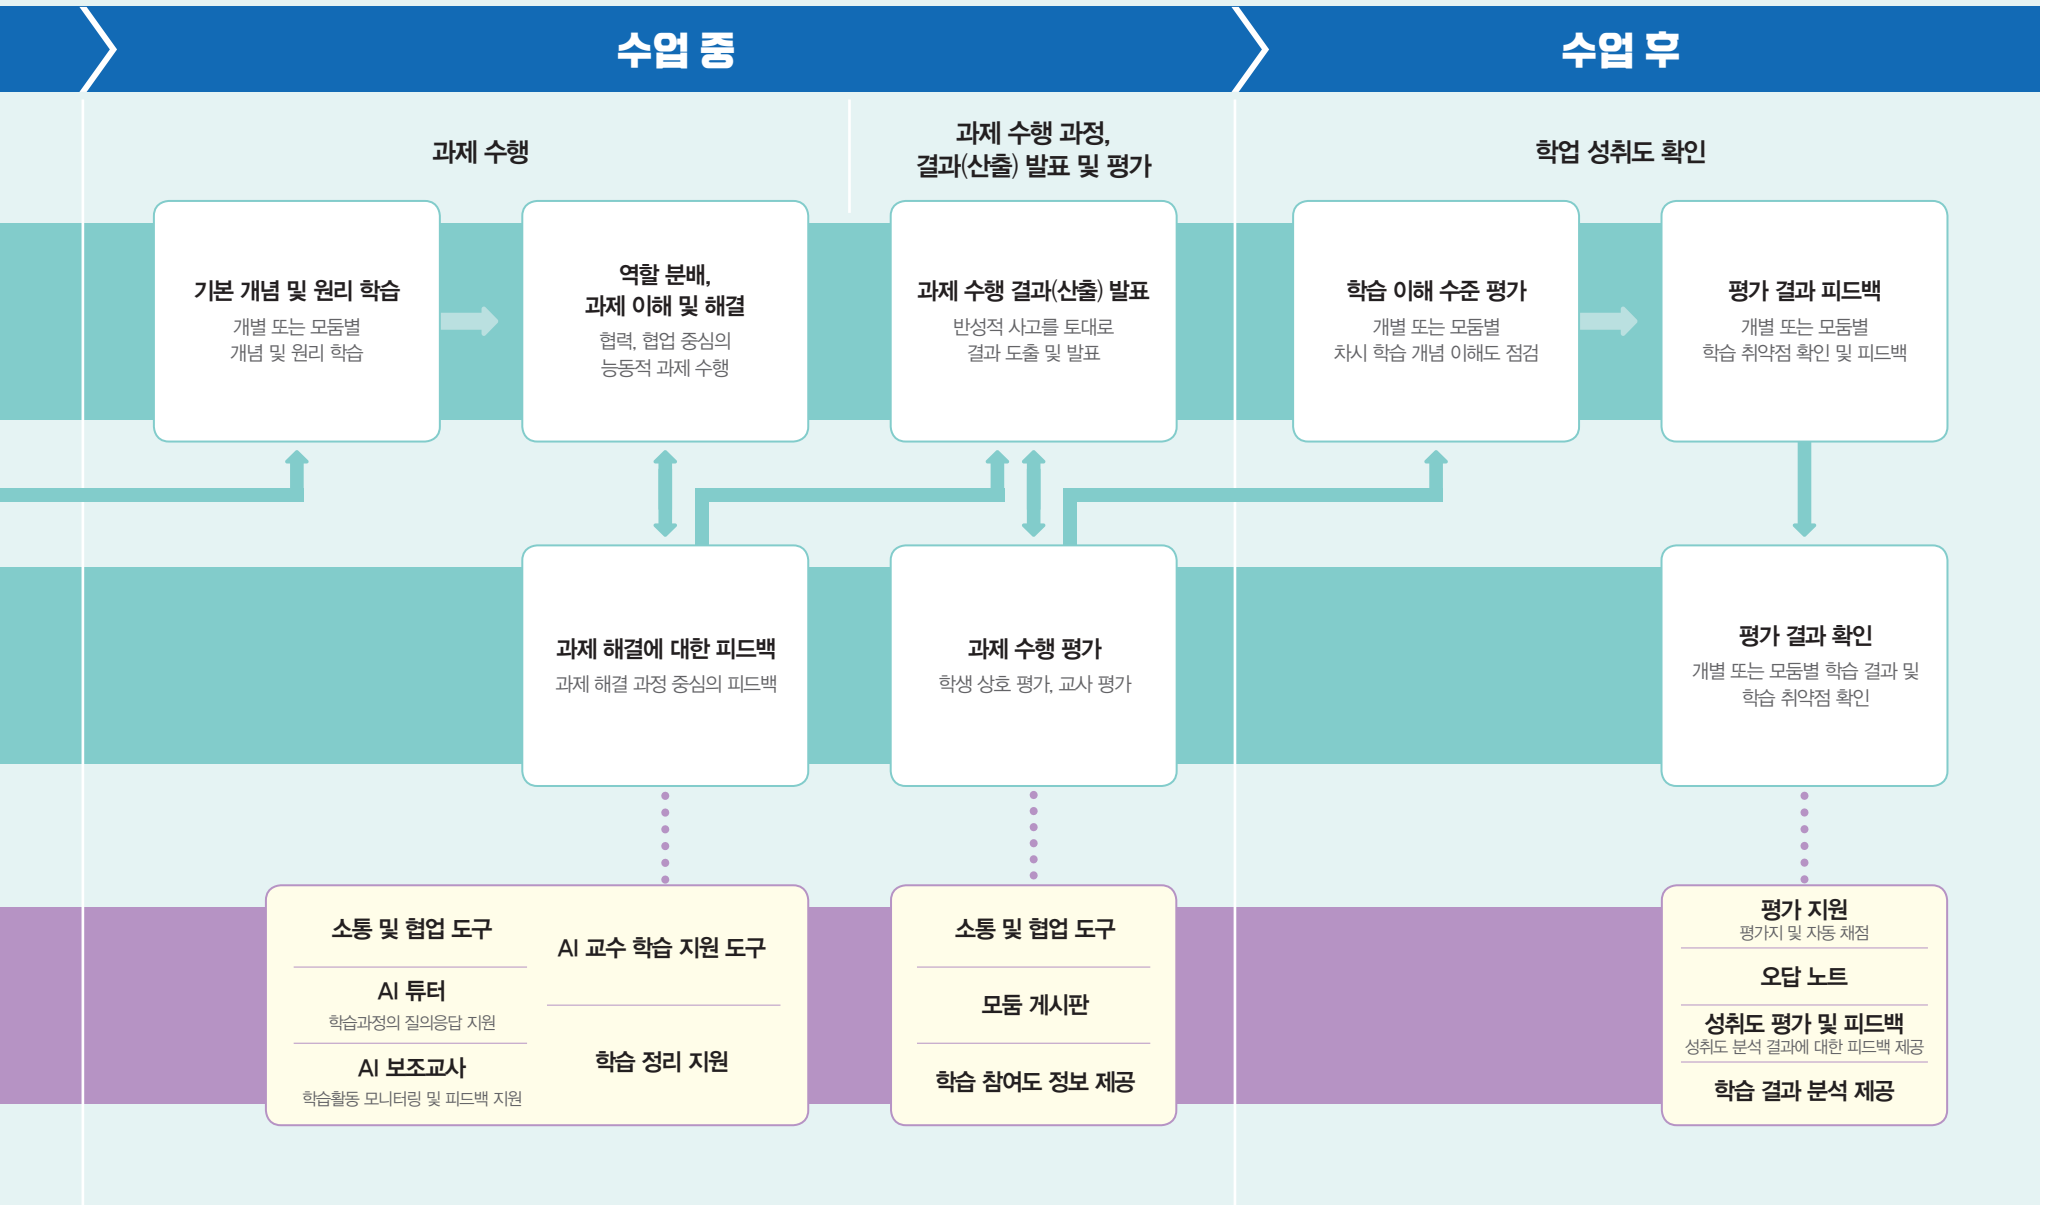 수업 중
수업 후
과제 수행
과제 수행 과정,
결과(산출) 발표 및 평가
학업 성취도 확인
기본 개념 및 원리 학습
개별 또는 모둠별
개념 및 원리 학습
역할 분배,
과제 이해 및 해결
협력, 협업 중심의
능동적 과제 수행
과제 수행 결과(산출) 발표
반성적 사고를 토대로
결과 도출 및 발표
학습 이해 수준 평가
개별 또는 모둠별
차시 학습 개념 이해도 점검
평가 결과 피드백
개별 또는 모둠별
학습 취약점 확인 및 피드백
과제 해결에 대한 피드백
과제 해결 과정 중심의 피드백
과제 수행 평가
학생 상호 평가, 교사 평가
평가 결과 확인
개별 또는 모둠별 학습 결과 및
학습 취약점 확인
소통 및 협업 도구
AI 튜터
학습과정의 질의응답 지원
AI 보조교사
학습활동 모니터링 및 피드백 지원
AI 교수 학습 지원 도구
학습 정리 지원
소통 및 협업 도구
모둠 게시판
학습 참여도 정보 제공
평가 지원
평가지 및 자동 채점
오답 노트
성취도 평가 및 피드백
성취도 분석 결과에 대한 피드백 제공
학습 결과 분석 제공